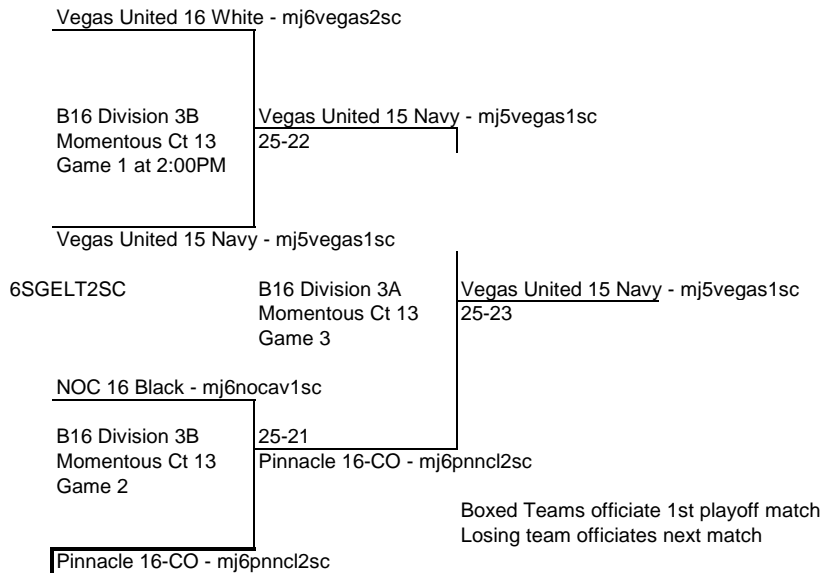 Vegas United 16 White - mj6vegas2sc
B16 Division 3B
Momentous Ct 13
Game 1 at 2:00PM
Vegas United 15 Navy - mj5vegas1sc
25-22
Vegas United 15 Navy - mj5vegas1sc
6SGELT2SC
B16 Division 3A
Momentous Ct 13
Game 3
Vegas United 15 Navy - mj5vegas1sc
25-23
NOC 16 Black - mj6nocav1sc
B16 Division 3B
Momentous Ct 13
Game 2
25-21
Pinnacle 16-CO - mj6pnncl2sc
Boxed Teams officiate 1st playoff match
Losing team officiates next match
Pinnacle 16-CO - mj6pnncl2sc